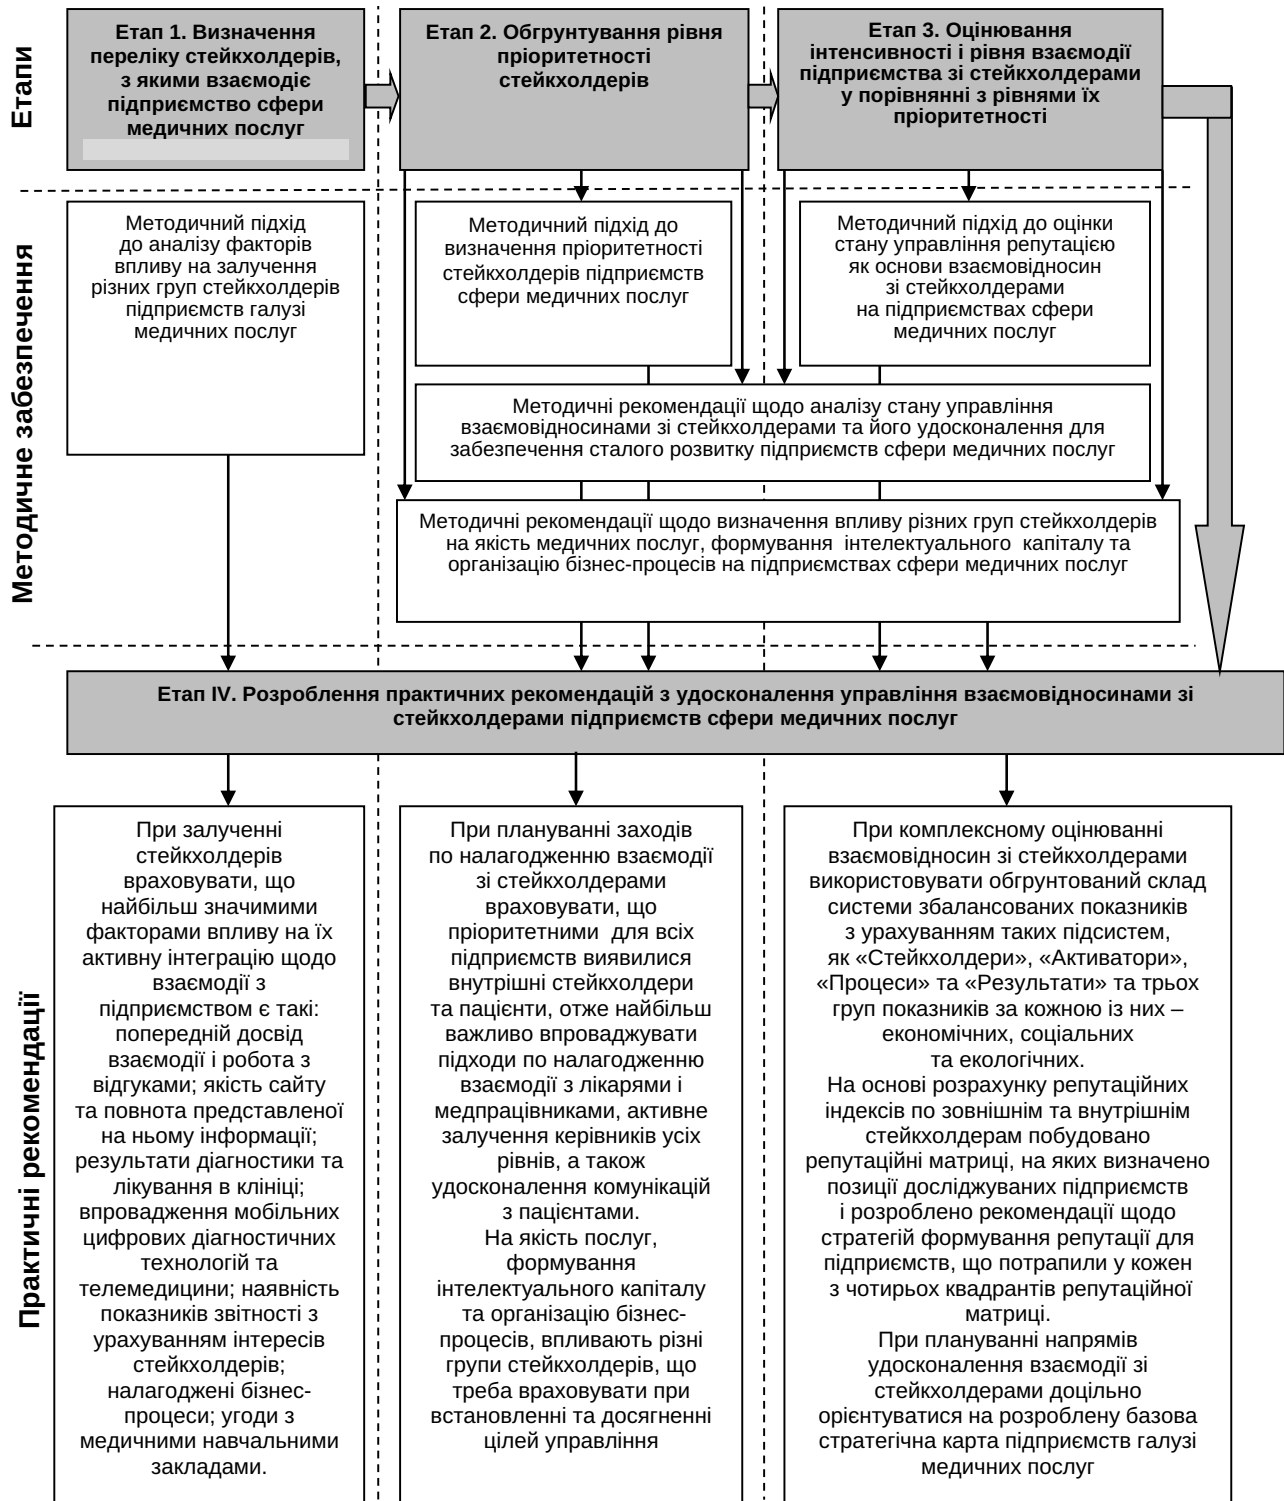 Етапи
Етап 1. Визначення
переліку стейкхолдерів,
з якими взаємодіє
підприємство сфери
медичних послуг
Етап 2. Обгрунтування рівня
пріоритетності
стейкхолдерів
Етап 3. Оцінювання
інтенсивності і рівня взаємодії
підприємства зі стейкхолдерами
у порівнянні з рівнями їх
пріоритетності
Методичне забезпечення
Методичний підхід
до аналізу факторів
впливу на залучення
різних груп стейкхолдерів
підприємств галузі
медичних послуг
Методичний підхід до
визначення пріоритетності
стейкхолдерів підприємств
сфери медичних послуг
Методичний підхід до оцінки
стану управління репутацією
як основи взаємовідносин
зі стейкхолдерами
на підприємствах сфери
медичних послуг
Методичні рекомендації щодо аналізу стану управління
взаємовідносинами зі стейкхолдерами та його удосконалення для
забезпечення сталого розвитку підприємств сфери медичних послуг
Методичні рекомендації щодо визначення впливу різних груп стейкхолдерів
на якість медичних послуг, формування інтелектуального капіталу та
організацію бізнес-процесів на підприємствах сфери медичних послуг
Етап IV. Розроблення практичних рекомендацій з удосконалення управління взаємовідносинами зі
стейкхолдерами підприємств сфери медичних послуг
Практичні рекомендації
При залученні
стейкхолдерів
враховувати, що
найбільш значимими
факторами впливу на їх
активну інтеграцію щодо
взаємодії з
підприємством є такі:
попередній досвід
взаємодії і робота з
відгуками; якість сайту
та повнота представленої
на ньому інформації;
результати діагностики та
лікування в клініці;
впровадження мобільних
цифрових діагностичних
технологій та
телемедицини; наявність
показників звітності з
урахуванням інтересів
стейкхолдерів;
налагоджені бізнес-
процеси; угоди з
медичними навчальними
закладами.
При плануванні заходів
по налагодженню взаємодії
зі стейкхолдерами
враховувати, що
пріоритетними для всіх
підприємств виявилися
внутрішні стейкхолдери
та пацієнти, отже найбільш
важливо впроваджувати
підходи по налагодженню
взаємодії з лікарями і
медпрацівниками, активне
залучення керівників усіх
рівнів, а також
удосконалення комунікацій
з пацієнтами.
На якість послуг,
формування
інтелектуального капіталу
та організацію бізнес-
процесів, впливають різні
групи стейкхолдерів, що
треба враховувати при
встановленні та досягненні
цілей управління
При комплексному оцінюванні
взаємовідносин зі стейкхолдерами
використовувати обгрунтований склад
системи збалансованих показників
з урахуванням таких підсистем,
як «Стейкхолдери», «Активатори»,
«Процеси» та «Результати» та трьох
груп показників за кожною із них –
економічних, соціальних
та екологічних.
На основі розрахунку репутаційних
індексів по зовнішнім та внутрішнім
стейкхолдерам побудовано
репутаційні матриці, на яких визначено
позиції досліджуваних підприємств
і розроблено рекомендації щодо
стратегій формування репутації для
підприємств, що потрапили у кожен
з чотирьох квадрантів репутаційної
матриці.
При плануванні напрямів
удосконалення взаємодії зі
стейкхолдерами доцільно
орієнтуватися на розроблену базова
стратегічна карта підприємств галузі
медичних послуг